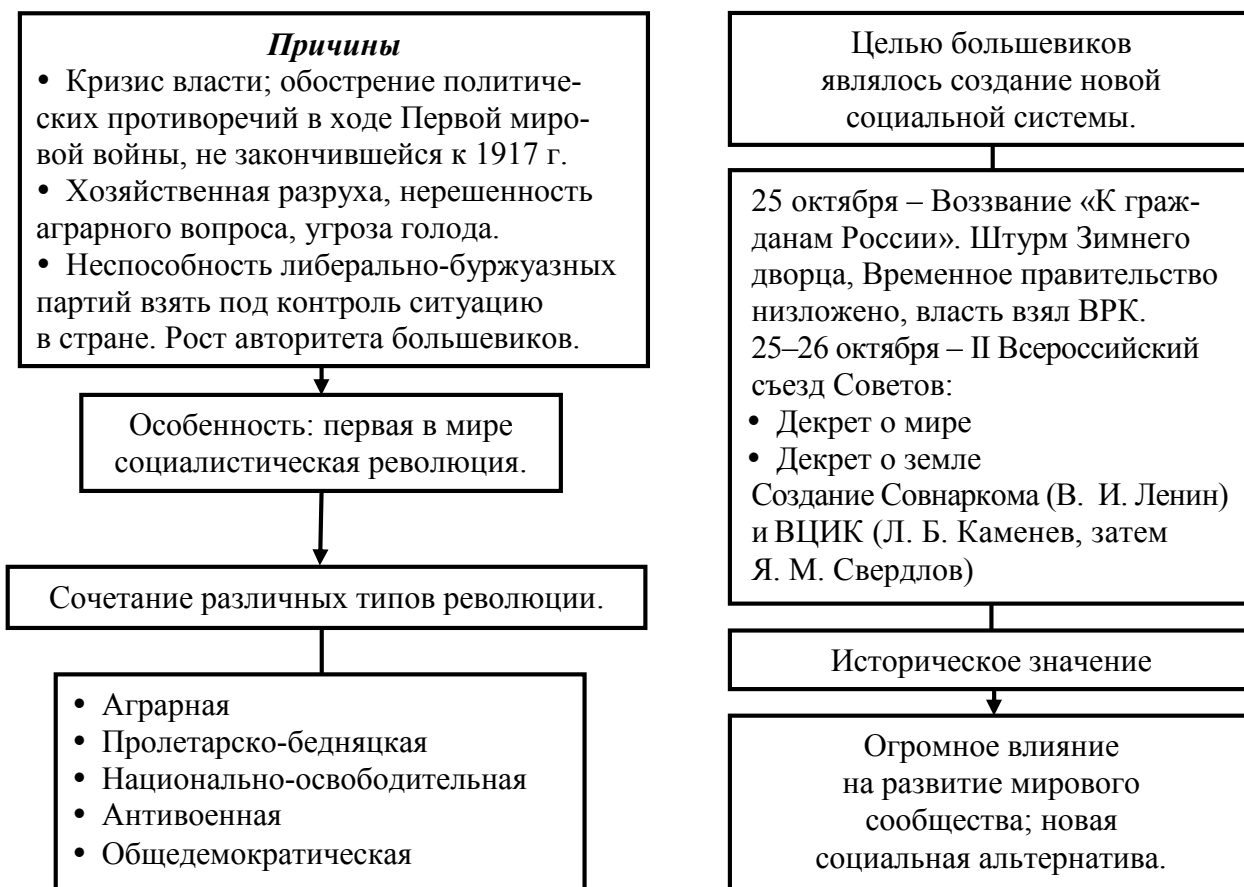 Причины
• Кризис власти; обострение политиче-
ских противоречий в ходе Первой миро-
вой войны, не закончившейся к 1917 г.
• Хозяйственная разруха, нерешенность
аграрного вопроса, угроза голода.
• Неспособность либерально-буржуазных
партий взять под контроль ситуацию
в стране. Рост авторитета большевиков.
Особенность: первая в мире
социалистическая революция.
Сочетание различных типов революции.
• Аграрная
• Пролетарско-бедняцкая
• Национально-освободительная
• Антивоенная
• Общедемократическая
Целью большевиков
являлось создание новой
социальной системы.
25 октября – Воззвание «К граж-
данам России». Штурм Зимнего
дворца, Временное правительство
низложено, власть взял ВРК.
25–26 октября – II Всероссийский
съезд Советов:
• Декрет о мире
• Декрет о земле
Создание Совнаркома (В. И. Ленин)
и ВЦИК (Л. Б. Каменев, затем
Я. М. Свердлов)
Историческое значение
Огромное влияние
на развитие мирового
сообщества; новая
социальная альтернатива.